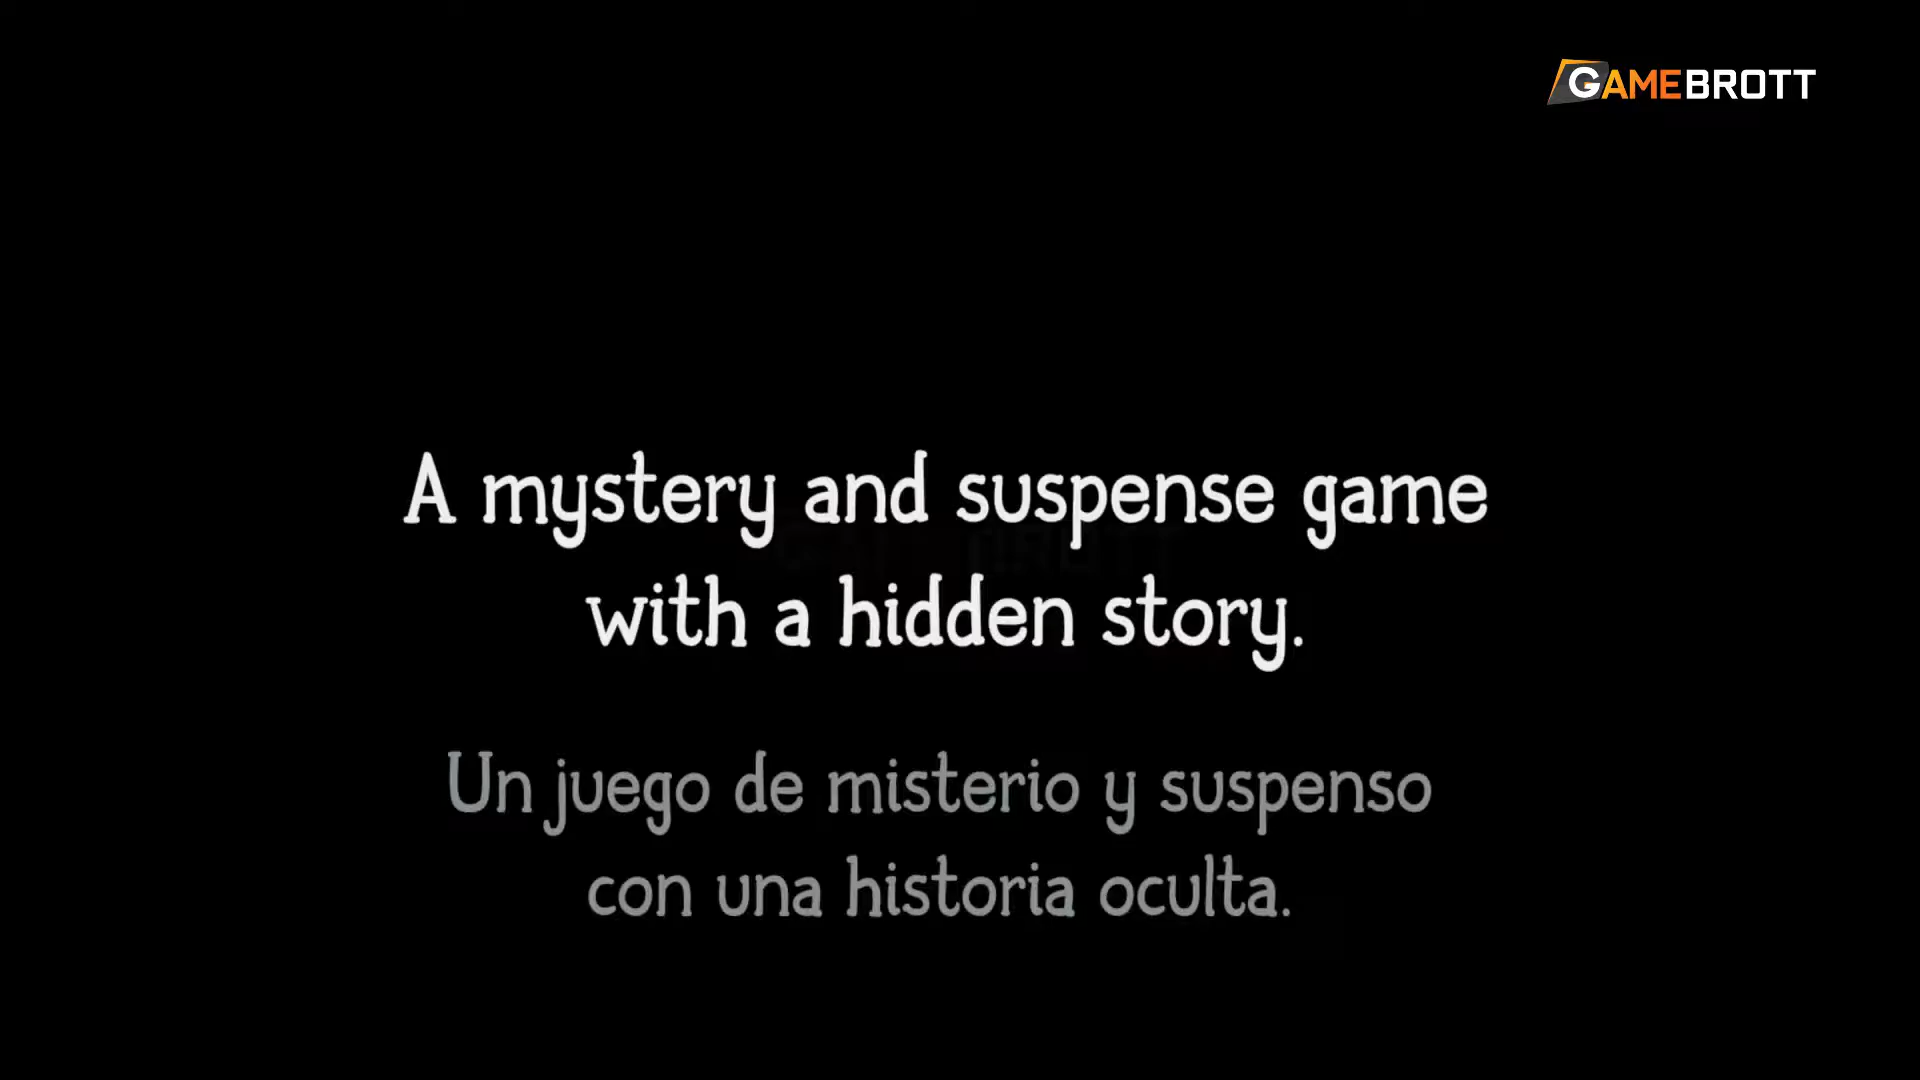 GAMEBROTT
A mystery and suspense game
with a hidden story.
Un juego de misterio y suspenso
con una historia oculta.